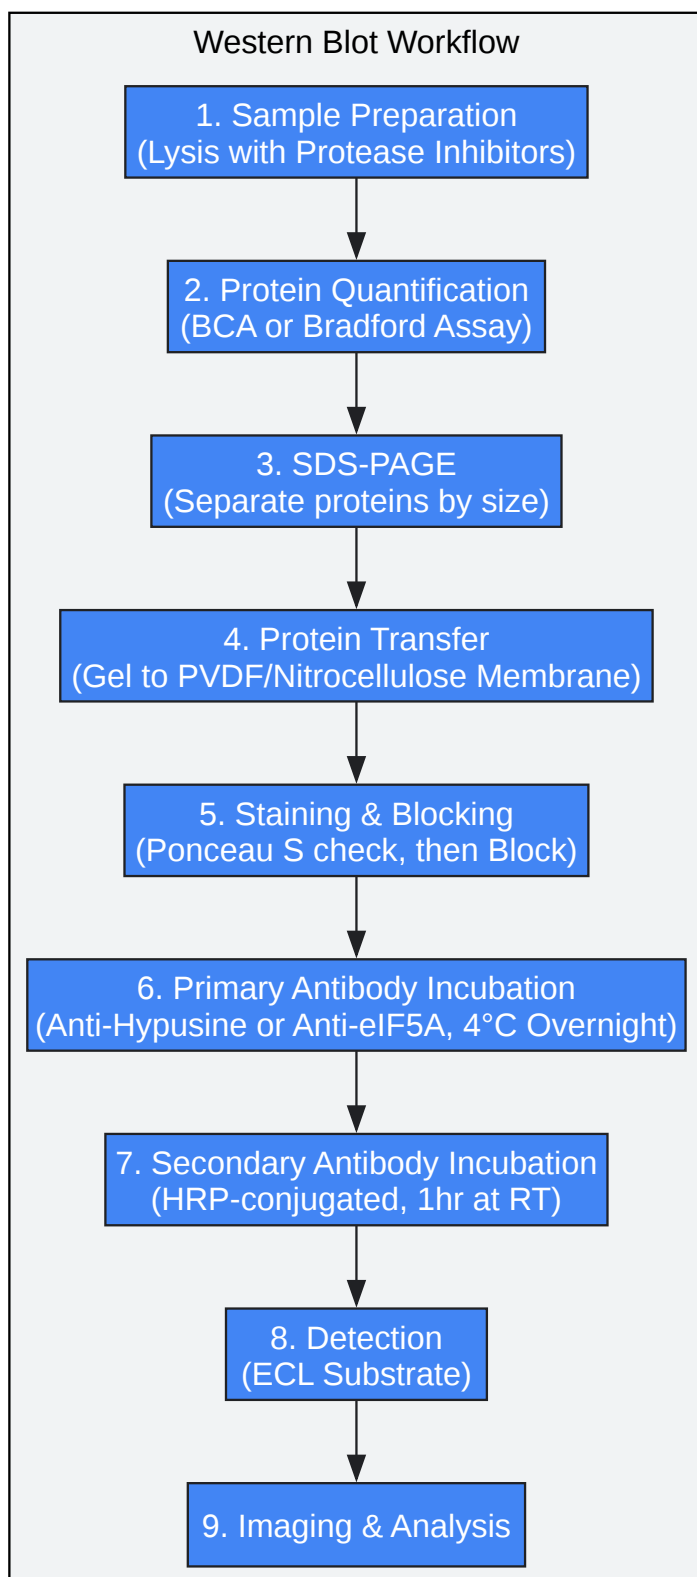 Western Blot Workflow
1. Sample Preparation
(Lysis with Protease Inhibitors)
2. Protein Quantification
(BCA or Bradford Assay)
3. SDS-PAGE
(Separate proteins by size)
4. Protein Transfer
(Gel to PVDF/Nitrocellulose Membrane)
5. Staining & Blocking
(Ponceau S check, then Block)
6. Primary Antibody Incubation
(Anti-Hypusine or Anti-eIF5A, 4°C Overnight)
7. Secondary Antibody Incubation
(HRP-conjugated, 1hr at RT)
8. Detection
(ECL Substrate)
9. Imaging & Analysis